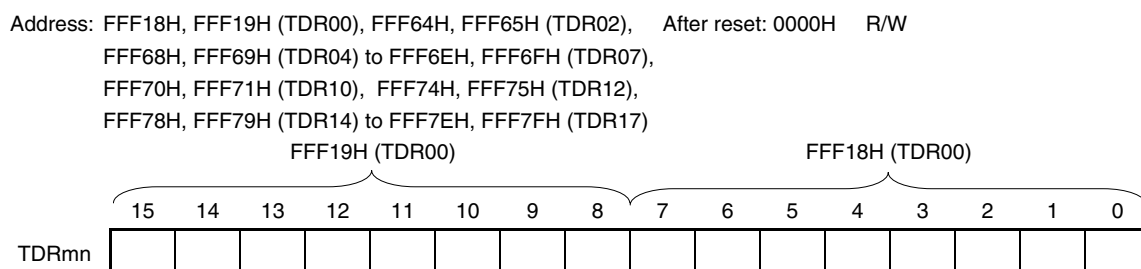 Address: FFF18H, FFF19H (TDR00), FFF64H, FFF65H (TDR02), After reset: 0000H R/W
FFF68H, FFF69H (TDR04) to FFF6EH, FFF6FH (TDR07),
FFF70H, FFF71H (TDR10), FFF74H, FFF75H (TDR12),
FFF78H, FFF79H (TDR14) to FFF7EH, FFF7FH (TDR17)
FFF19H (TDR00) FFF18H (TDR00)
15 14 13 12 11 10 9 8 7 6 5 4 3 2 1 0
TDRmn